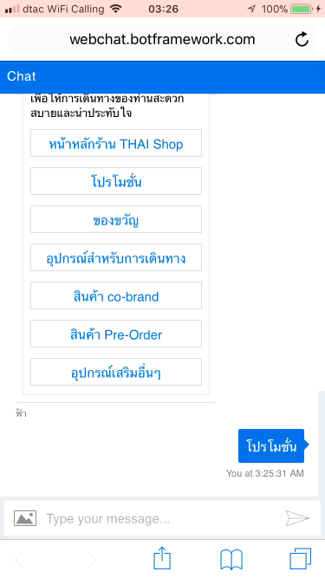 dtac WiFi Calling 03:26 100%
webchat.botframework.com
Chat
เพื่อให้การเดินทางของท่านสะดวก
สบายและน่าประทับใจ
หน้าหลักร้าน THAI Shop
โปรโมชั่น
ของขวัญ
อุปกรณ์สำหรับการเดินทาง
สินค้า co-brand
สินค้า Pre-Order
อุปกรณ์เสริมอื่นๆ
ฟ้า
โปรโมชั่น
You at 3:25:31 AM
Type your message...